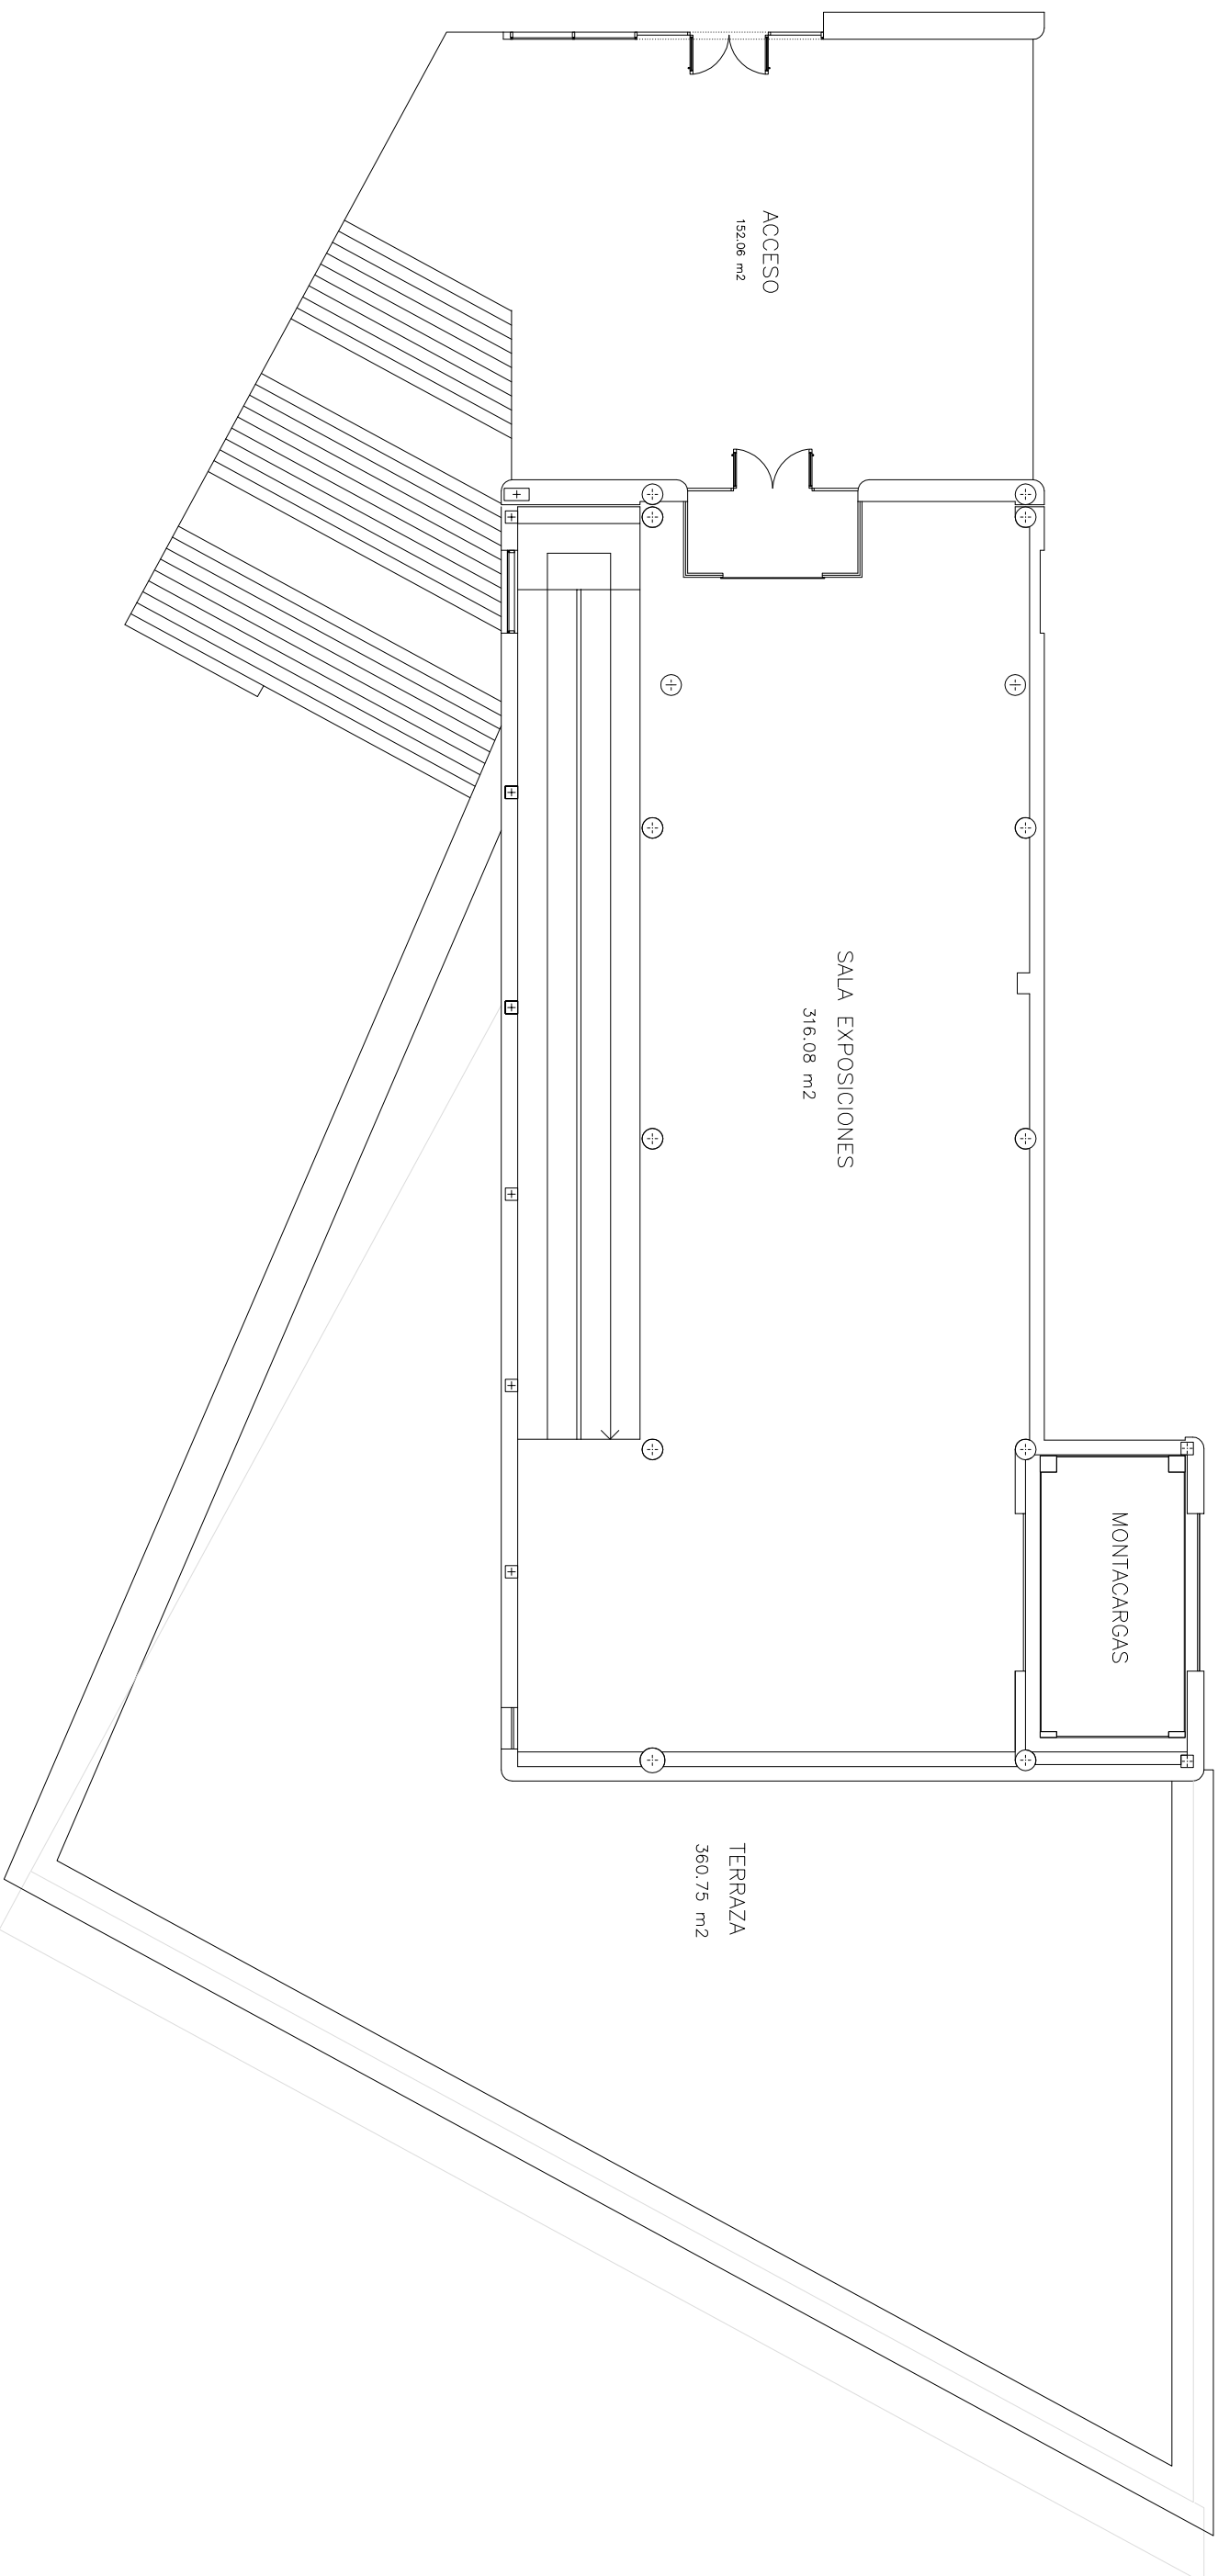 ACCESO
152.06 m2
SALA EXPOSICIONES
316.08 m2
MONTACARGAS
TERRAZA
360.75 m2